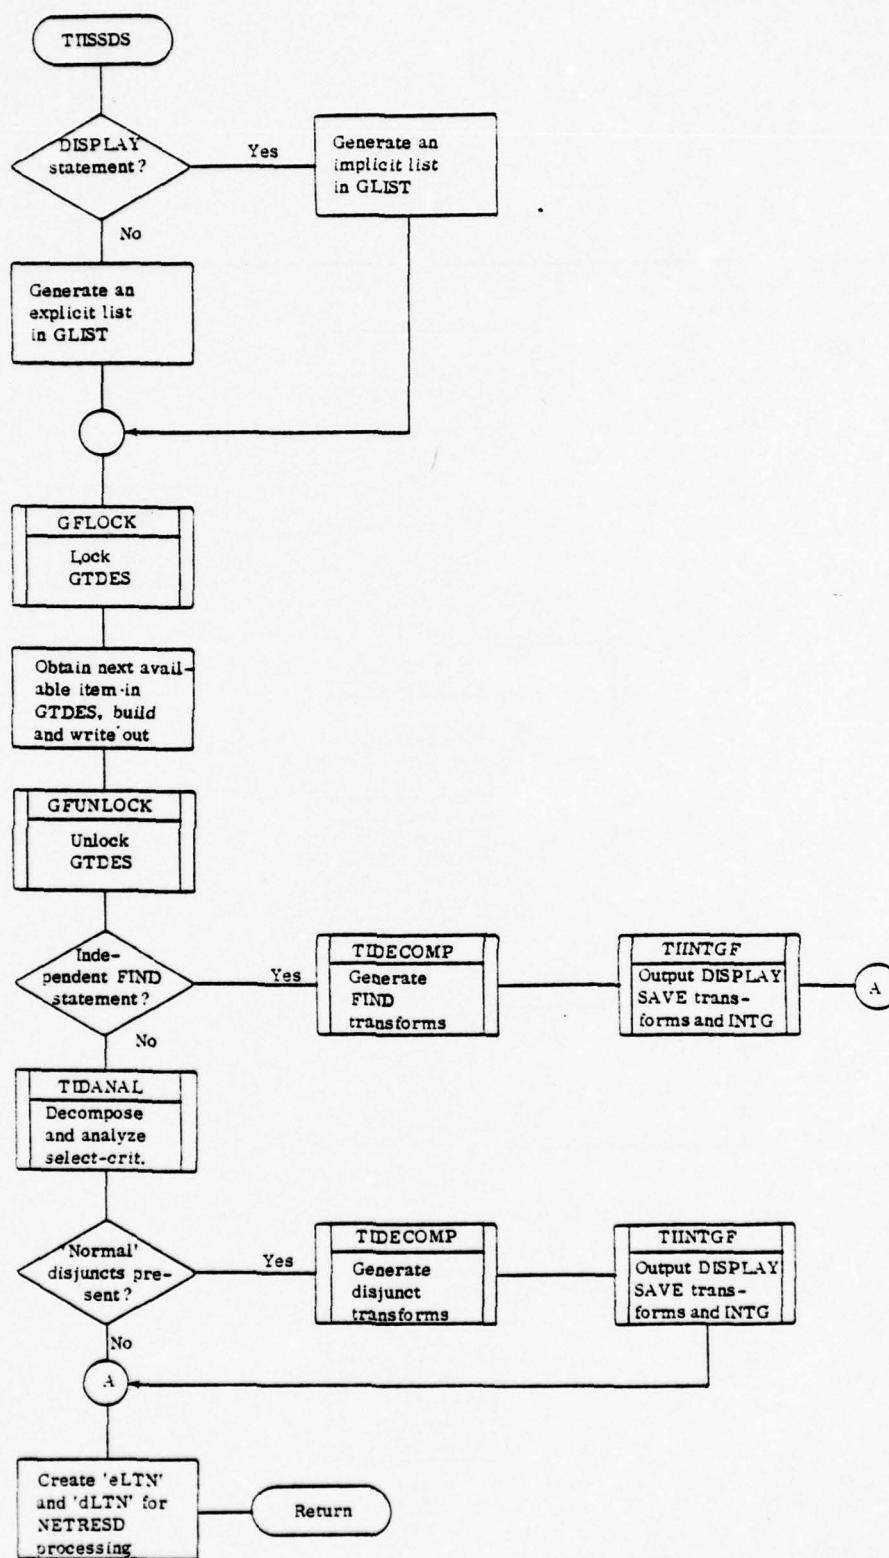 TIISSDS
DISPLAY
statement?
Yes
Generate an
implicit list
in GLIST
No
Generate an
explicit list
in GLIST
GFLOCK
Lock
GTDES
Obtain next avail-
able item in
GTDES, build
and write out
GFUNLOCK
Unlock
GTDES
Inde-
pendent FIND
statement?
Yes
TIDECOMP
Generate
FIND
transforms
TIINTGF
Output DISPLAY
SAVE trans-
forms and INTG
A
No
TIDANAL
Decompose
and analyze
select-crit.
'Normal'
disjuncts pre-
sent?
Yes
TIDECOMP
Generate
disjunct
transforms
TIINTGF
Output DISPLAY
SAVE trans-
forms and INTG
No
A
Create 'eLTN'
and 'dLTN' for
NETRESD
processing
Return